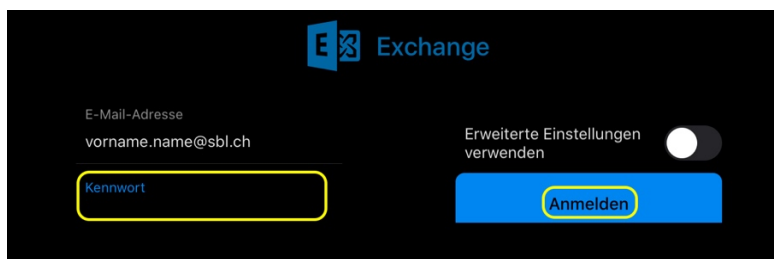 E Exchange
E-Mail-Adresse
vorname.name@sbl.ch
Kennwort
Erweiterte Einstellungen
verwenden
Anmelden